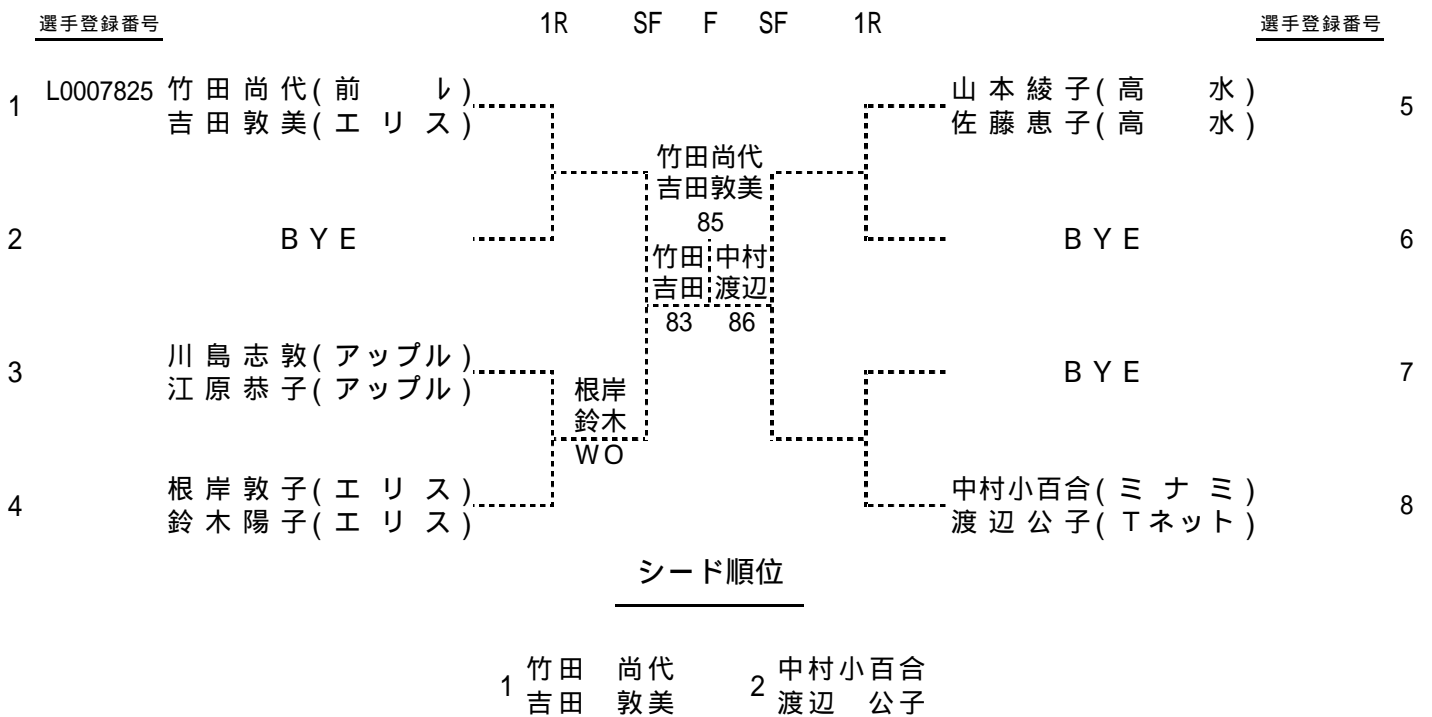 選手登録番号 1R SF F SF 1R 選手登録番号
1 L0007825 竹田尚代(前 レ)
吉田敦美(エリス)
2 BYE
3 川島志敦(アップル)
江原恭子(アップル)
4 根岸敦子(エリス)
鈴木陽子(エリス)
根岸
鈴木
WO
竹田尚代
吉田敦美
85
竹田 中村
吉田 渡辺
83 86
山本綾子(高 水) 5
佐藤恵子(高 水)
BYE 6
BYE 7
中村小百合(ミナミ) 8
渡辺公子(Tネット)
シード順位
1 竹田 尚代
吉田 敦美
2 中村小百合
渡辺 公子